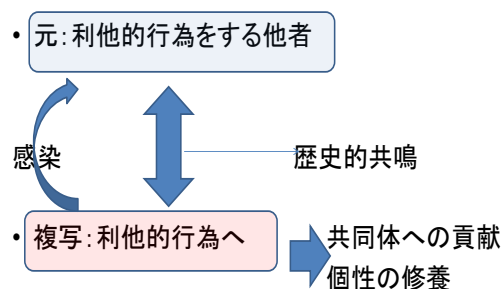 • 元:利他的行為をする他者
感染
歴史的共鳴
• 複写:利他的行為へ
共同体への貢献
個性の修養